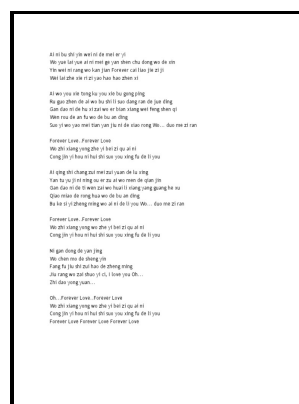 Ai ni bu shi yin wei ni de mei er yi
Wo yue lai yue ai ni mei ge yan shen chu dong wo de xin
Yin wei ni rang wo kan jian Forever cai liao jie zi ji
Wei lai zhe xie ri zi yao hao hao zhen xi
Ai wo you xie tong ku you xie bu gong ping
Ru guo zhen de ai wo bu shi li suo dang ran de jue ding
Gan dao ni de hu xi zai wo er bian xiang wei feng shen qi
Wen rou de an fu wo de bu an ding
Suo yi wo yao mei tian yan jiu ni de xiao rong Wo... duo me zi ran
Forever Love..Forever Love
Wo zhi xiang yong zhe yi bei zi qu ai ni
Cong jin yi hou ni hui shi suo you xing fu de li you
Ai qing shi chang zui mei zui yuan de lu xing
Yan tu yu ji ni ning ou er zu ai wo men de qian jin
Gan dao ni de ti wen zai wo huai li xiang yang guang he xu
Qiao mian de rong hua wo de bu an ding
Bu ke si yi zheng ming wo ai ni de li you Wo... duo me zi ran
Forever Love..Forever Love
Wo zhi xiang yong wo zhe yi bei zi qu ai ni
Cong jin yi hou ni hui shi suo you xing fu de li you
Ni gan dong de yan jing
Wo chen mo de sheng yin
Fang fu jiu shi zui hao de zheng ming
Jiu rang wo zai shuo yi ci, I love you Oh...
Zhi dao yong yuan...
Oh...Forever Love..Forever Love
Wo zhi xiang yong wo zhe yi bei zi qu ai ni
Cong jin yi hou ni hui shi suo you xing fu de li you
Forever Love Forever Love Forever Love